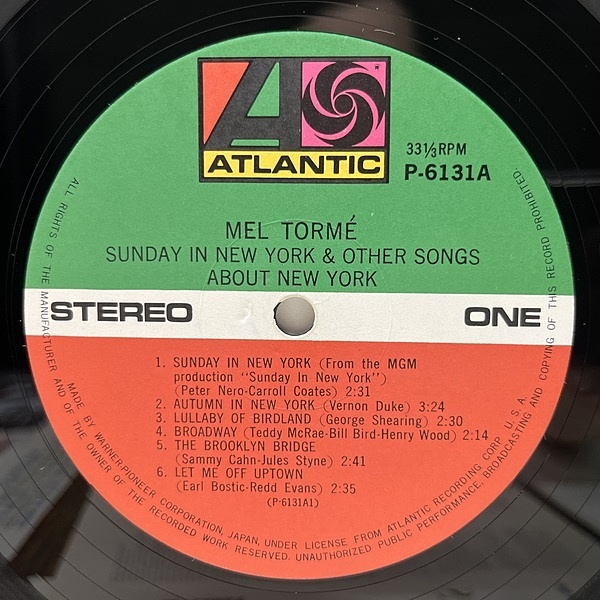 ATLANTIC
33⅓RPM
P-6131A
MEL TORMÉ
SUNDAY IN NEW YORK & OTHER SONGS
ABOUT NEW YORK
STEREO
ONE
1. SUNDAY IN NEW YORK (From the MGM
production "Sunday In New York")
(Peter Nero-Carroll Coates) 2:31
2. AUTUMN IN NEW YORK (Vernon Duke) 3:24
3. LULLABY OF BIRDLAND (George Shearing) 2:30
4. BROADWAY (Teddy McRae-Bill Bird-Henry Wood) 2:14
5. THE BROOKLYN BRIDGE
(Sammy Cahn-Jules Styne) 2:41
6. LET ME OFF UPTOWN
(Earl Bostic-Redd Evans) 2:35
(P-6131A1)
MADE BY WARNER-PIONEER CORPORATION, JAPAN, UNDER LICENSE FROM ATLANTIC RECORDING CORP. U.S.A.
ALL RIGHTS OF THE MANUFACTURER AND OF THE OWNER OF THE RECORDED WORK RESERVED. UNAUTHORIZED PUBLIC PERFORMANCE, BROADCASTING AND COPYING OF THIS RECORD PROHIBITED.